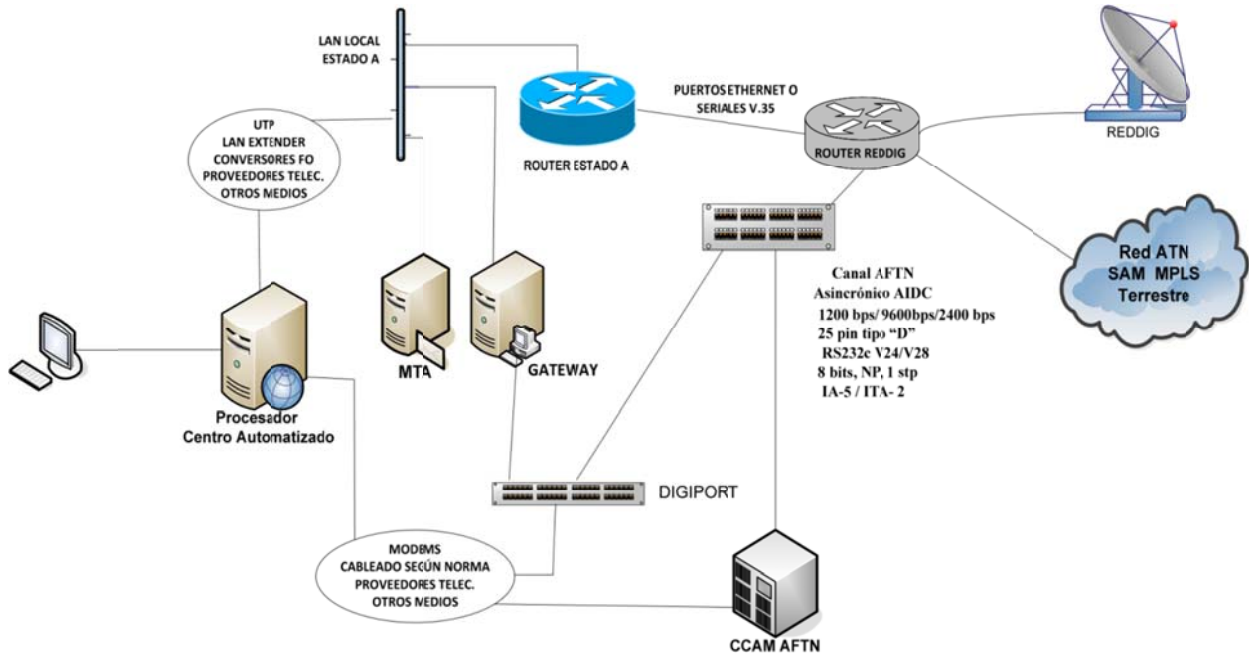 LAN LOCAL
ESTADO A
PUERTOS ETHERNET O
SERIALES V.35
REDDIG
UTP
LAN EXTENDER
CONVERSORES FO
PROVEEDORES TELEC.
OTROS MEDIOS
ROUTER ESTADO A
ROUTER REDDIG
Red ATN
SAM MPLS
Terrestre
Canal AFTN
Asincrónico AIDC
1200 bps/ 9600bps/2400 bps
25 pin tipo “D”
RS232c V24/V28
8 bits, NP, 1 stp
IA-5 / ITA- 2
MTA
GATEWAY
Procesador
Centro Automatizado
DIGIPORT
MODEMS
CABLEADO SEGÚN NORMA
PROVEEDORES TELEC.
OTROS MEDIOS
CCAM AFTN